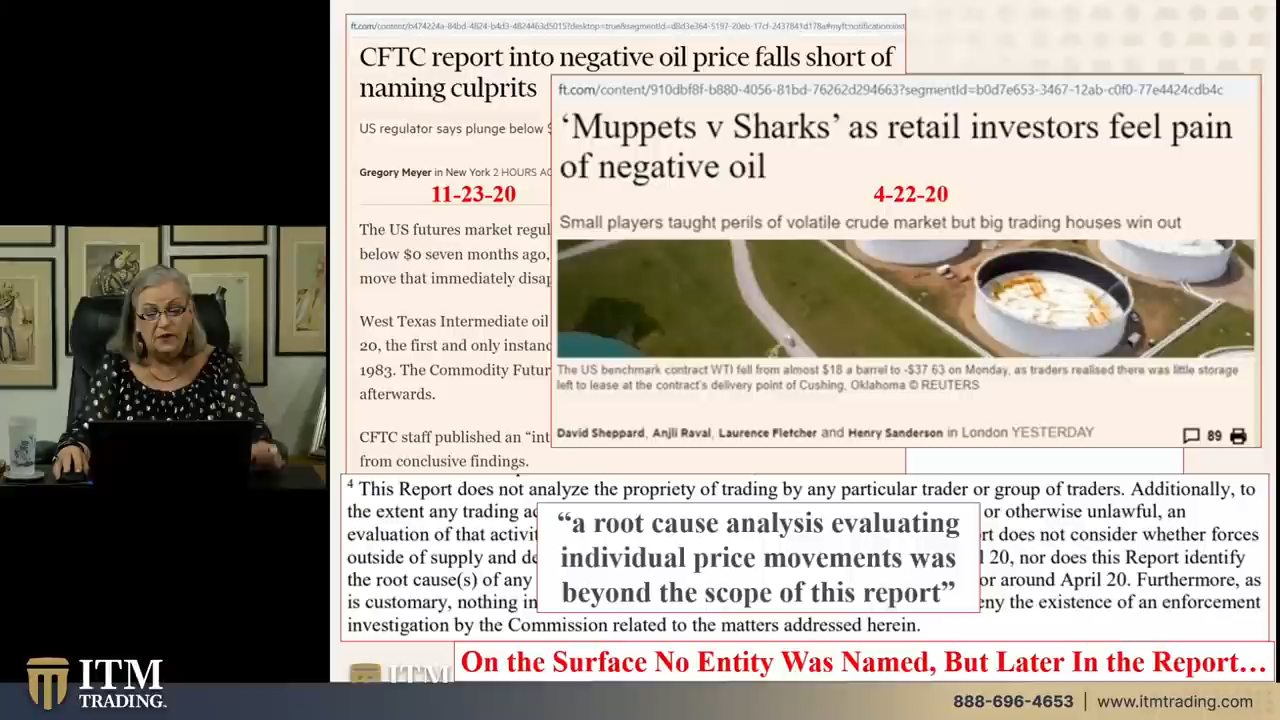 ft.com/content/b474224a-84bd-4824-b4d3-4824463d5015?desktop=true&segmentId=d8d3e364-5197-20eb-17cf-2437841d178a#myft:notification:inst
CFTC report into negative oil price falls short of
naming culprits
US regulator says plunge below $
Gregory Meyer in New York 2 HOURS AG
11-23-20
The US futures market regul
below $0 seven months ago,
move that immediately disap
West Texas Intermediate oil
20, the first and only instanc
1983. The Commodity Futur
afterwards.
CFTC staff published an “int
from conclusive findings.
ft.com/content/910dbf8f-b880-4056-81bd-76262d294663?segmentId=b0d7e653-3467-12ab-c0f0-77e4424cdb4c
‘Muppets v Sharks’ as retail investors feel pain
of negative oil
4-22-20
Small players taught perils of volatile crude market but big trading houses win out
The US benchmark contract WTI fell from almost $18 a barrel to -$37 63 on Monday, as traders realised there was little storage
left to lease at the contract's delivery point of Cushing, Oklahoma © REUTERS
David Sheppard, Anjli Raval, Laurence Fletcher and Henry Sanderson in London YESTERDAY
89
4 This Report does not analyze the propriety of trading by any particular trader or group of traders. Additionally, to
the extent any trading ac or otherwise unlawful, an
evaluation of that activit rt does not consider whether forces
outside of supply and de l 20, nor does this Report identify
the root cause(s) of any or around April 20. Furthermore, as
is customary, nothing in eny the existence of an enforcement
investigation by the Commission related to the matters addressed herein.
“a root cause analysis evaluating
individual price movements was
beyond the scope of this report”
ITM
On the Surface No Entity Was Named, But Later In the Report…
ITM
TRADING.
888-696-4653 | www.itmtrading.com